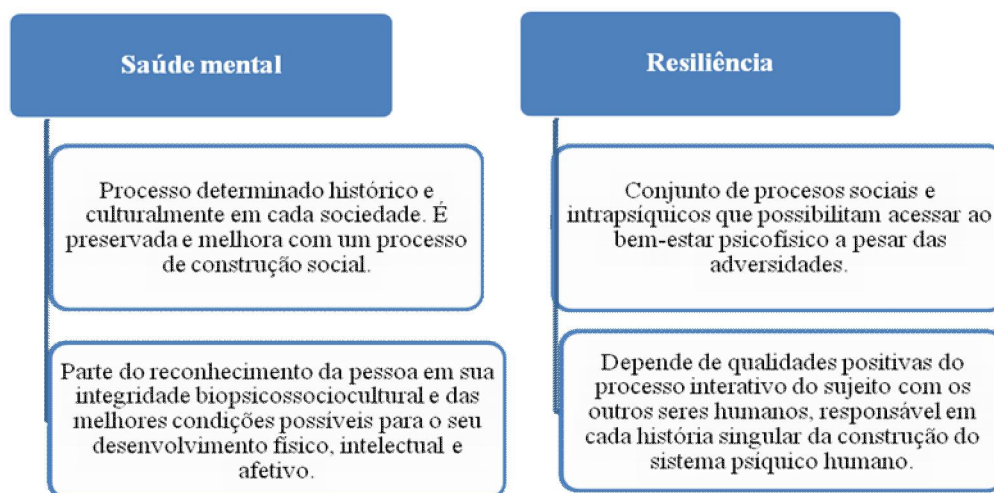 Saúde mental
Processo determinado histórico e
culturalmente em cada sociedade. É
preservada e melhora com um processo
de construção social.
Parte do reconhecimento da pessoa em sua
integridade biopsicossociocultural e das
melhores condições possíveis para o seu
desenvolvimento físico, intelectual e
afetivo.
Resiliência
Conjunto de procesos sociais e
intrapsíquicos que possibilitam acessar ao
bem-estar psicofísico a pesar das
adversidades.
Depende de qualidades positivas do
processo interativo do sujeito com os
outros seres humanos, responsável em
cada história singular da construção do
sistema psíquico humano.